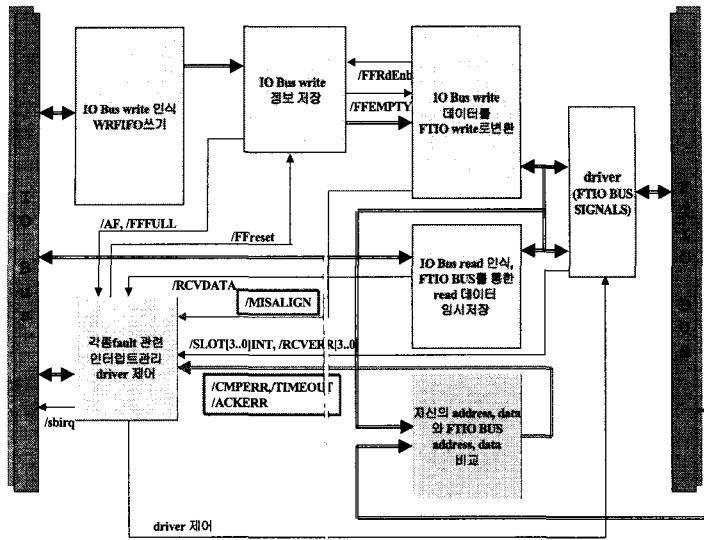 IO Bus write 인식
WRFIFO쓰기
IO Bus write
정보 저장
/FFRdEnb
/FFEMPTY
IO Bus write
데이터를
FTIO write로변환
driver
(FTIO BUS
SIGNALS)
/AF, /FFFULL
/FFreset
IO Bus read 인식,
FTIO BUS를 통한
read 데이터
임시저장
/RCVDATA
/MISALIGN
각종fault 관련
인터럽트관리
driver 제어
/SLOT[3..0]INT, /RCVERR[3..0]
/CMPERR,/TIMEOUT
/ACKERR
자신의 address, data
와 FTIO BUS
address, data
비교
/sbirq
driver 제어
IO Bus